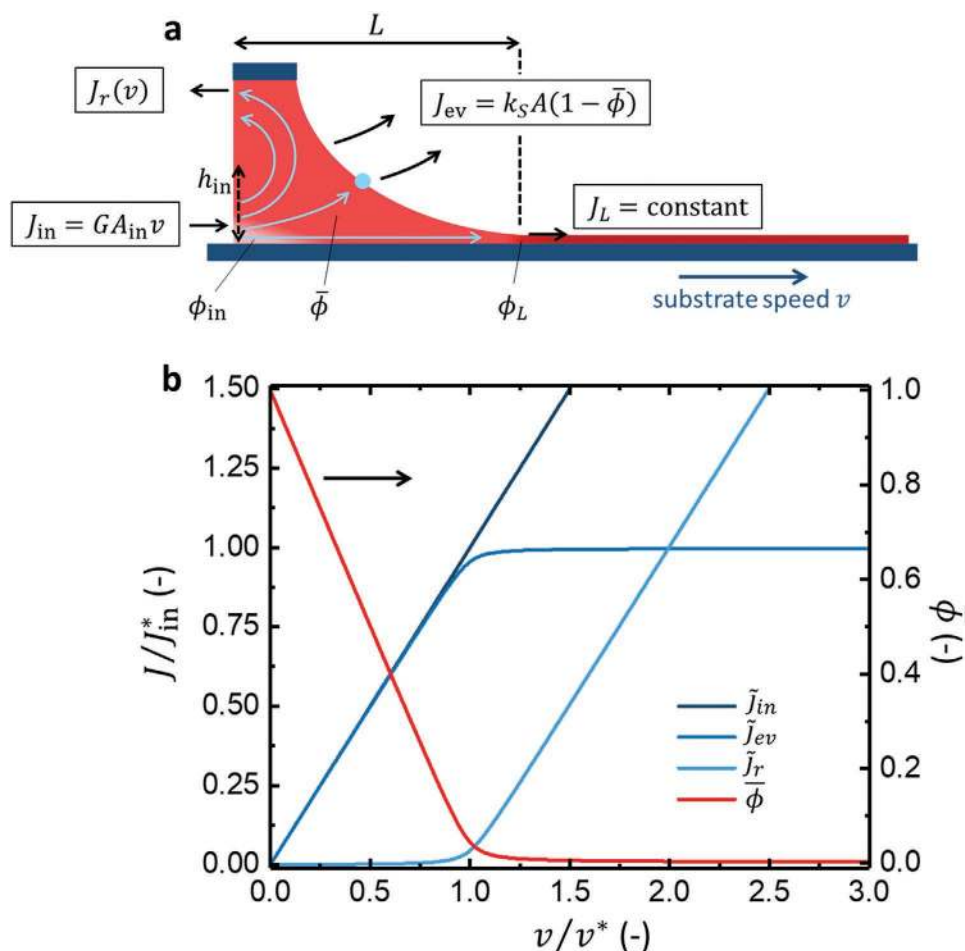 a
L
J_r(v)
J_ev = k_S A(1 − ϕ̄)
h_in
J_in = GA_in v
J_L = constant
ϕ_in
ϕ̄
ϕ_L
substrate speed v
b
1.50
1.25
1.00
0.75
0.50
0.25
0.00
J/J*_in (-)
1.0
0.8
0.6
0.4
0.2
0.0
ϕ (-)
J̃_in
J̃_ev
J̃_r
ϕ̄
0.0 0.5 1.0 1.5 2.0 2.5 3.0
v/v* (-)